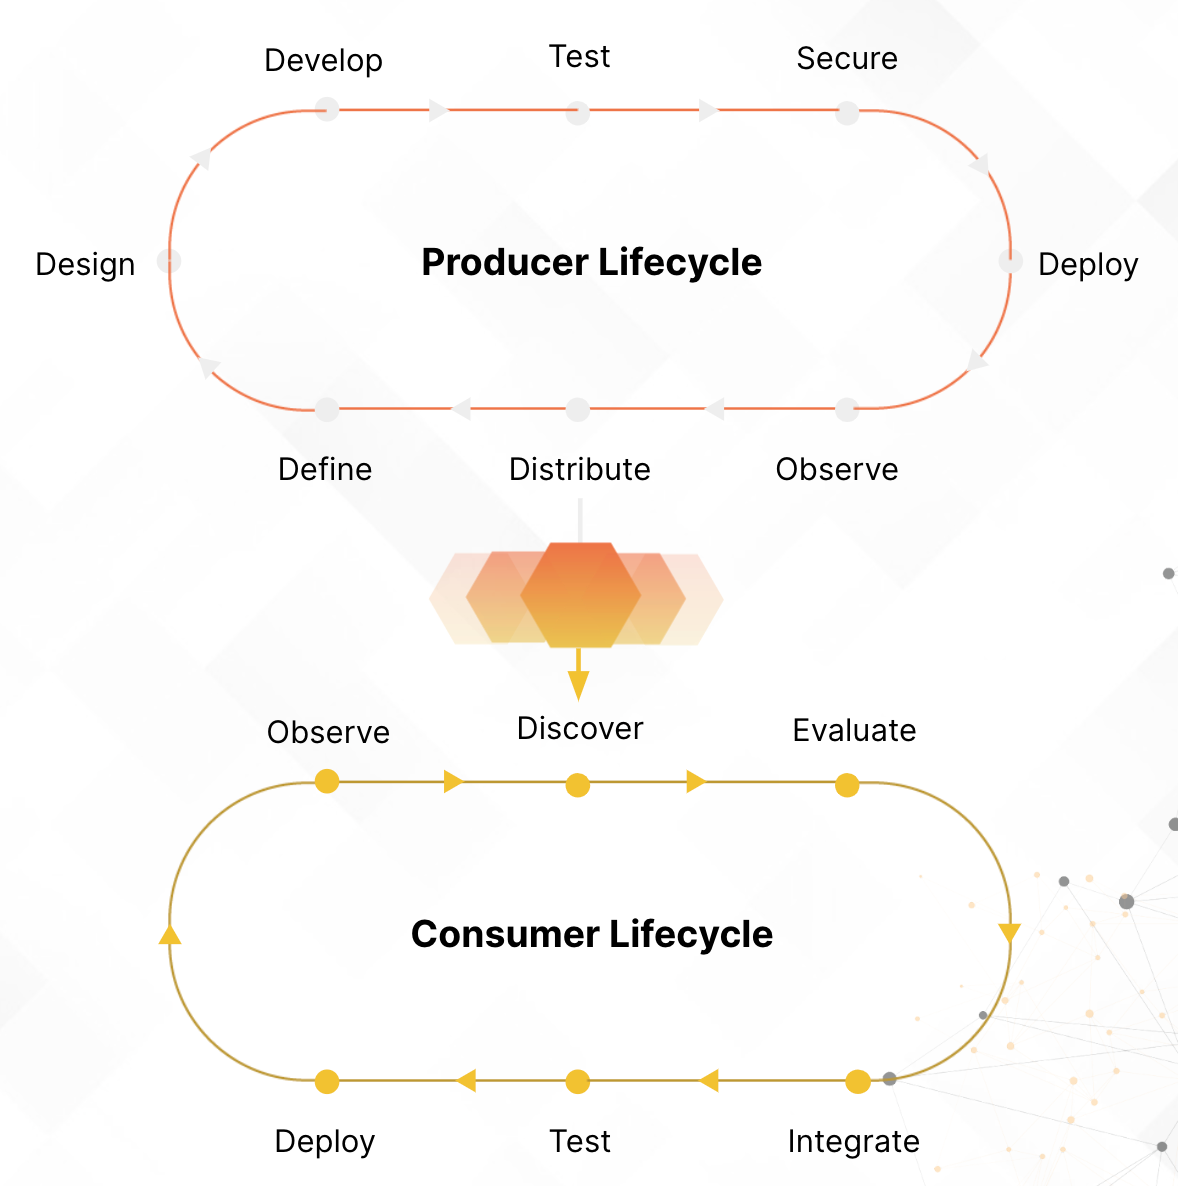 Develop
Test
Secure
Design
Producer Lifecycle
Deploy
Define
Distribute
Observe
Observe
Discover
Evaluate
Consumer Lifecycle
Deploy
Test
Integrate